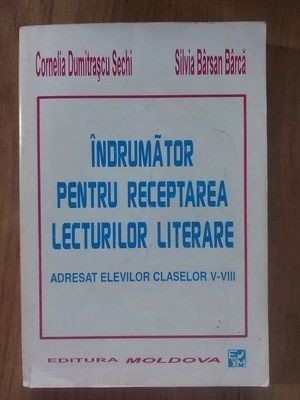 Cornelia Dumitrașcu Sechi Silvia Bârsan Bârcă
ÎNDRUMĂTOR
PENTRU RECEPTAREA
LECTURILOR LITERARE
ADRESAT ELEVILOR CLASELOR V-VIII
EDITURA MOLDOVA